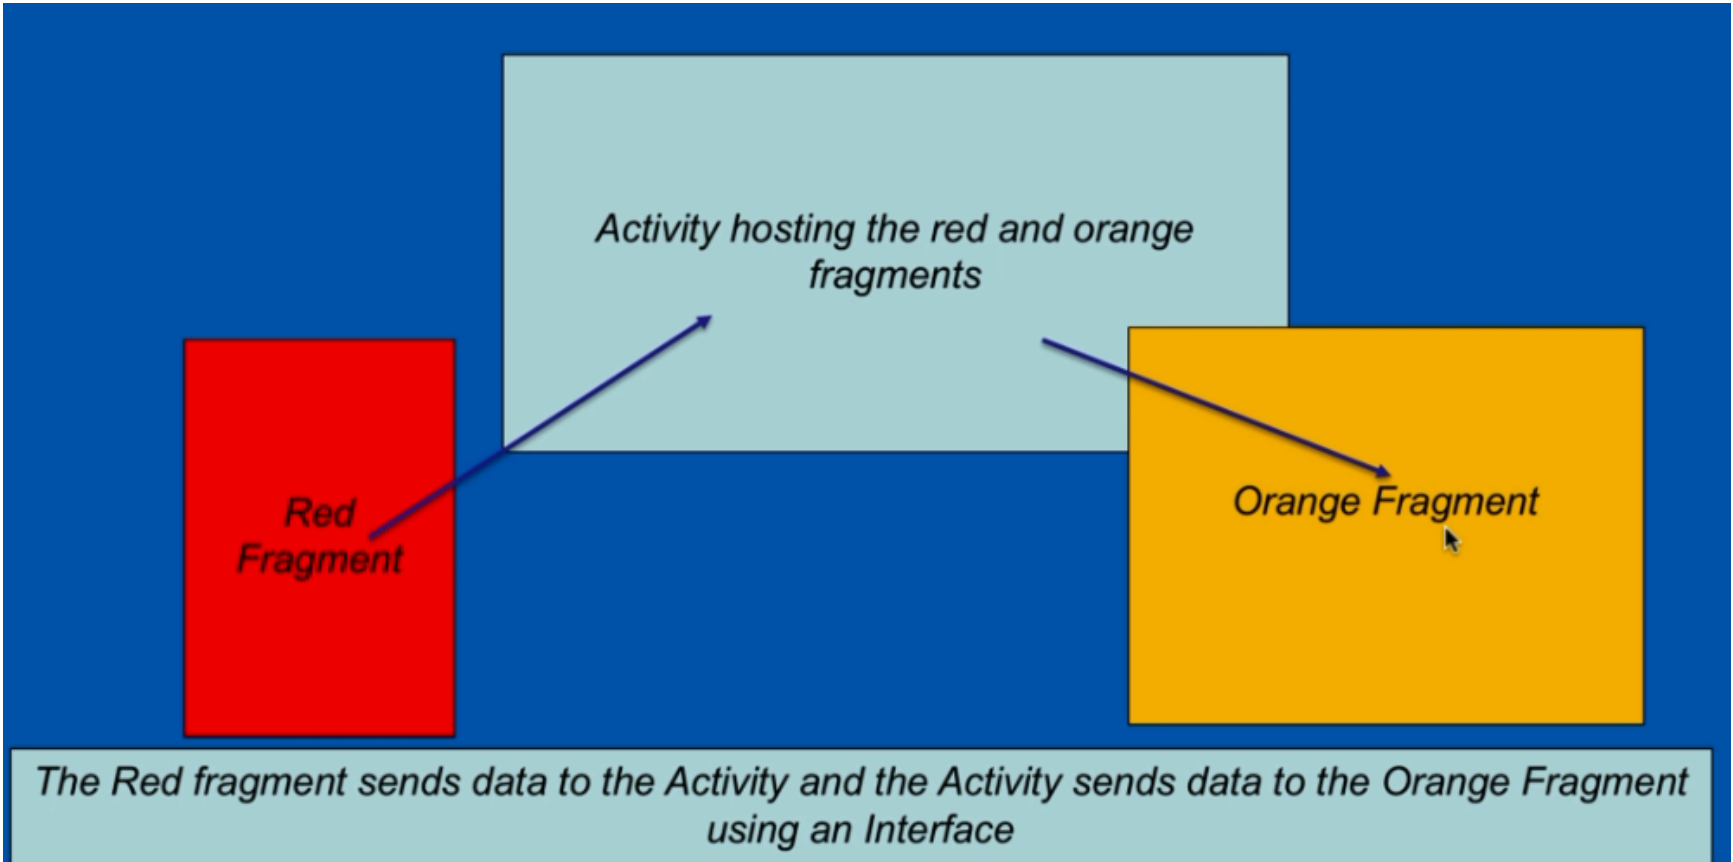 Activity hosting the red and orange
fragments
Red
Fragment
Orange Fragment
The Red fragment sends data to the Activity and the Activity sends data to the Orange Fragment
using an Interface